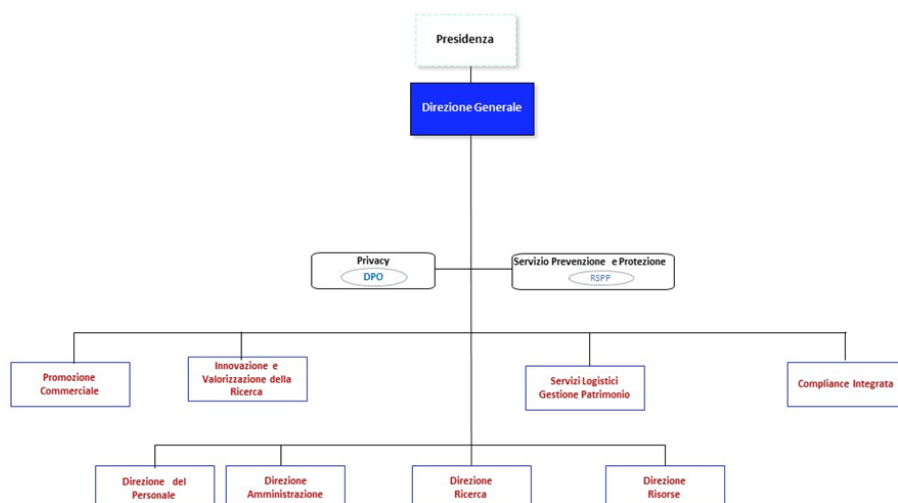 Presidenza
Direzione Generale
Privacy
DPO
Servizio Prevenzione e Protezione
RSPP
Promozione
Commerciale
Innovazione e
Valorizzazione della
Ricerca
Servizi Logistici
Gestione Patrimonio
Compliance Integrata
Direzione del
Personale
Direzione
Amministrazione
Direzione
Ricerca
Direzione
Risorse